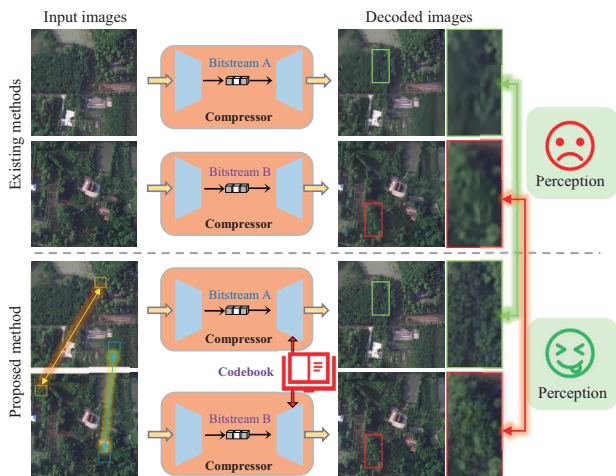 Input images
Decoded images
Existing methods
Bitstream A
Compressor
Bitstream B
Compressor
Perception
Proposed method
Bitstream A
Compressor
Codebook
Bitstream B
Compressor
Perception